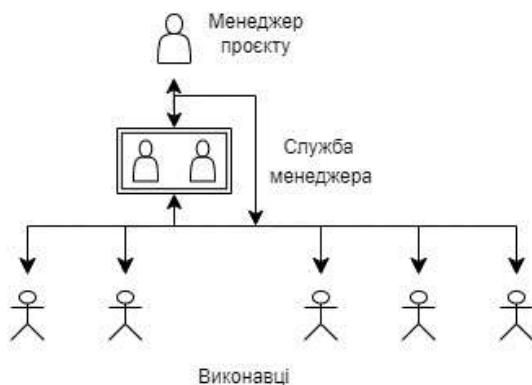 Менеджер
проєкту
Служба
менеджера
Виконавці